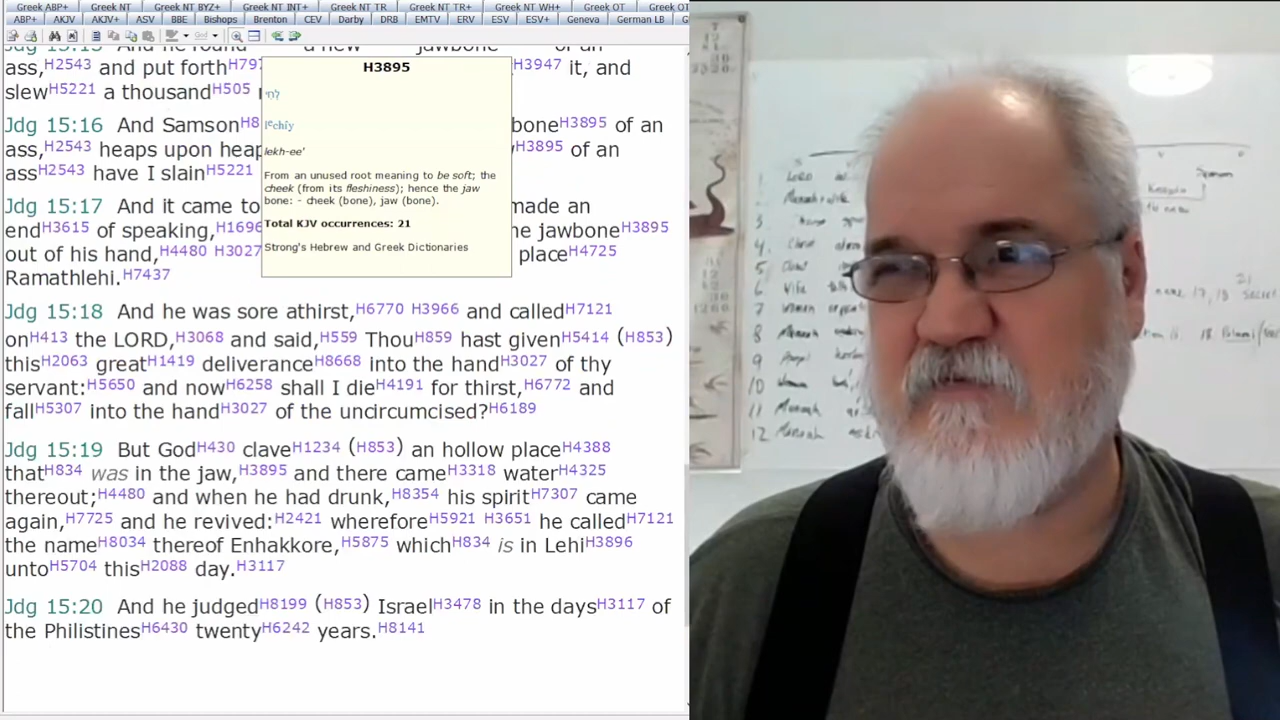 Greek ABP+ Greek NT Greek NT BYZ+ Greek NT INT+ Greek NT TR Greek NT TR+ Greek NT WH+ Greek OT Greek OT
ABP+ AKJV AKJV+ ASV BBE Bishops Brenton CEV Darby DRB EMTV ERV ESV ESV+ Geneva German LB G
a new jawbone of an
ass,H2543 and put forthH797 H3947 it, and
slewH5221 a thousandH505
Jdg 15:16 And SamsonH8 boneH3895 of an
ass,H2543 heaps upon heap H3895 of an
assH2543 have I slainH5221
Jdg 15:17 And it came to made an
endH3615 of speaking,H1696 he jawboneH3895
out of his hand,H4480 H3027 placeH4725
Ramathlehi.H7437
H3895
לְחִי
lᵉchîy
lekh-ee'
From an unused root meaning to be soft; the
cheek (from its fleshiness); hence the jaw
bone: - cheek (bone), jaw (bone).
Total KJV occurrences: 21
Strong's Hebrew and Greek Dictionaries
Jdg 15:18 And he was sore athirst,H6770 H3966 and calledH7121
onH413 the LORD,H3068 and said,H559 ThouH859 hast givenH5414 (H853)
thisH2063 greatH1419 deliveranceH8668 into the handH3027 of thy
servant:H5650 and nowH6258 shall I dieH4191 for thirst,H6772 and
fallH5307 into the handH3027 of the uncircumcised?H6189
Jdg 15:19 But GodH430 claveH1234 (H853) an hollow placeH4388
thatH834 was in the jaw,H3895 and there cameH3318 waterH4325
thereout;H4480 and when he had drunk,H8354 his spiritH7307 came
again,H7725 and he revived:H2421 whereforeH5921 H3651 he calledH7121
the nameH8034 thereof Enhakkore,H5875 whichH834 is in LehiH3896
untoH5704 thisH2088 day.H3117
Jdg 15:20 And he judgedH8199 (H853) IsraelH3478 in the daysH3117 of
the PhilistinesH6430 twentyH6242 years.H8141